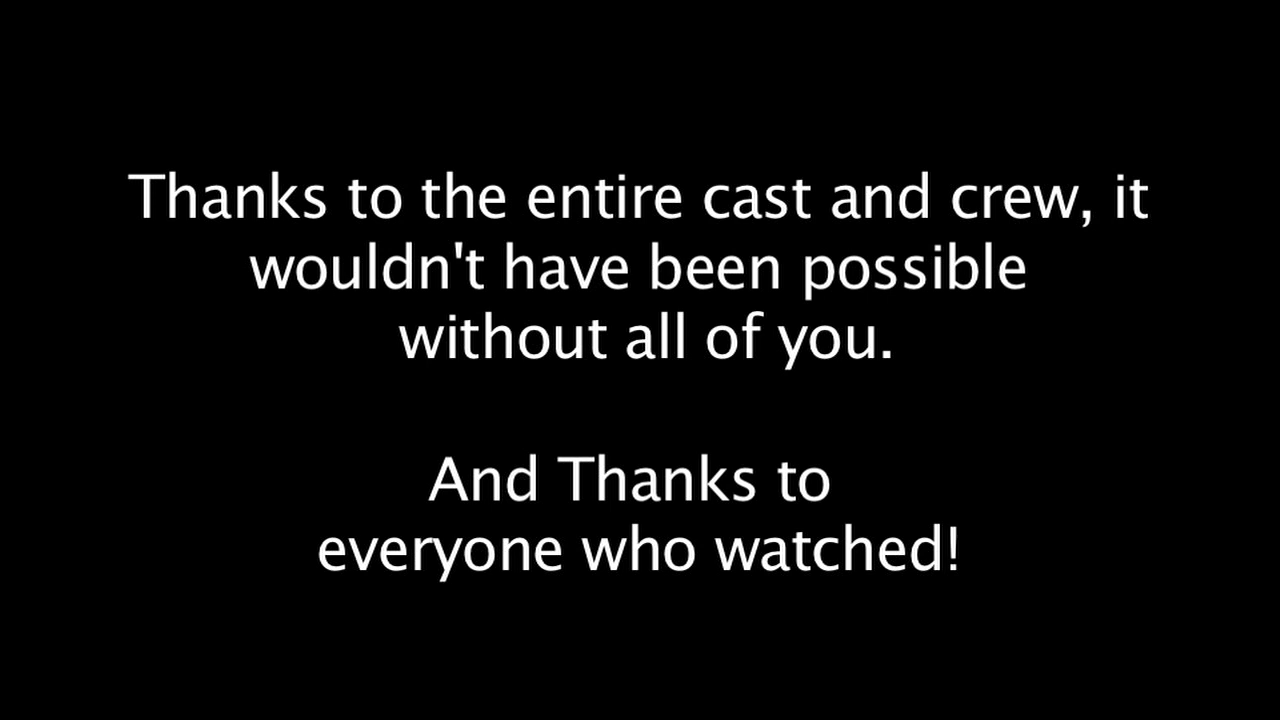 Thanks to the entire cast and crew, it
wouldn't have been possible
without all of you.
And Thanks to
everyone who watched!